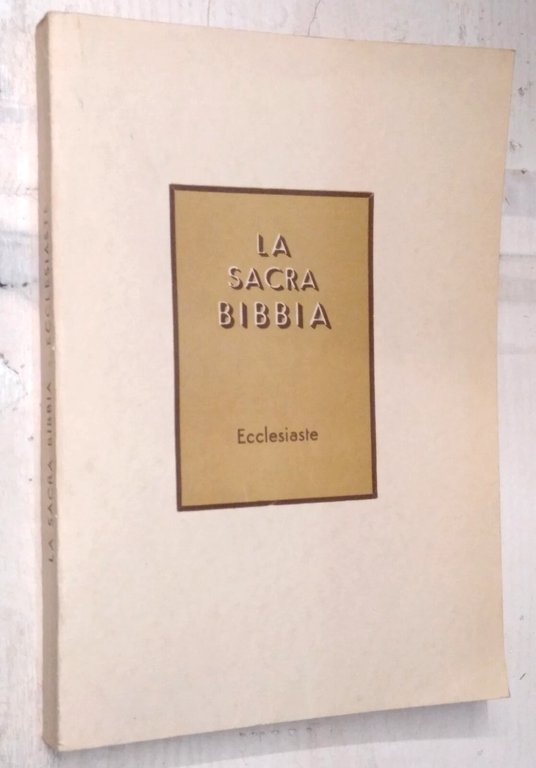 LA
SACRA
BIBBIA
Ecclesiaste
LA SACRA BIBBIA - ECCLESIASTE